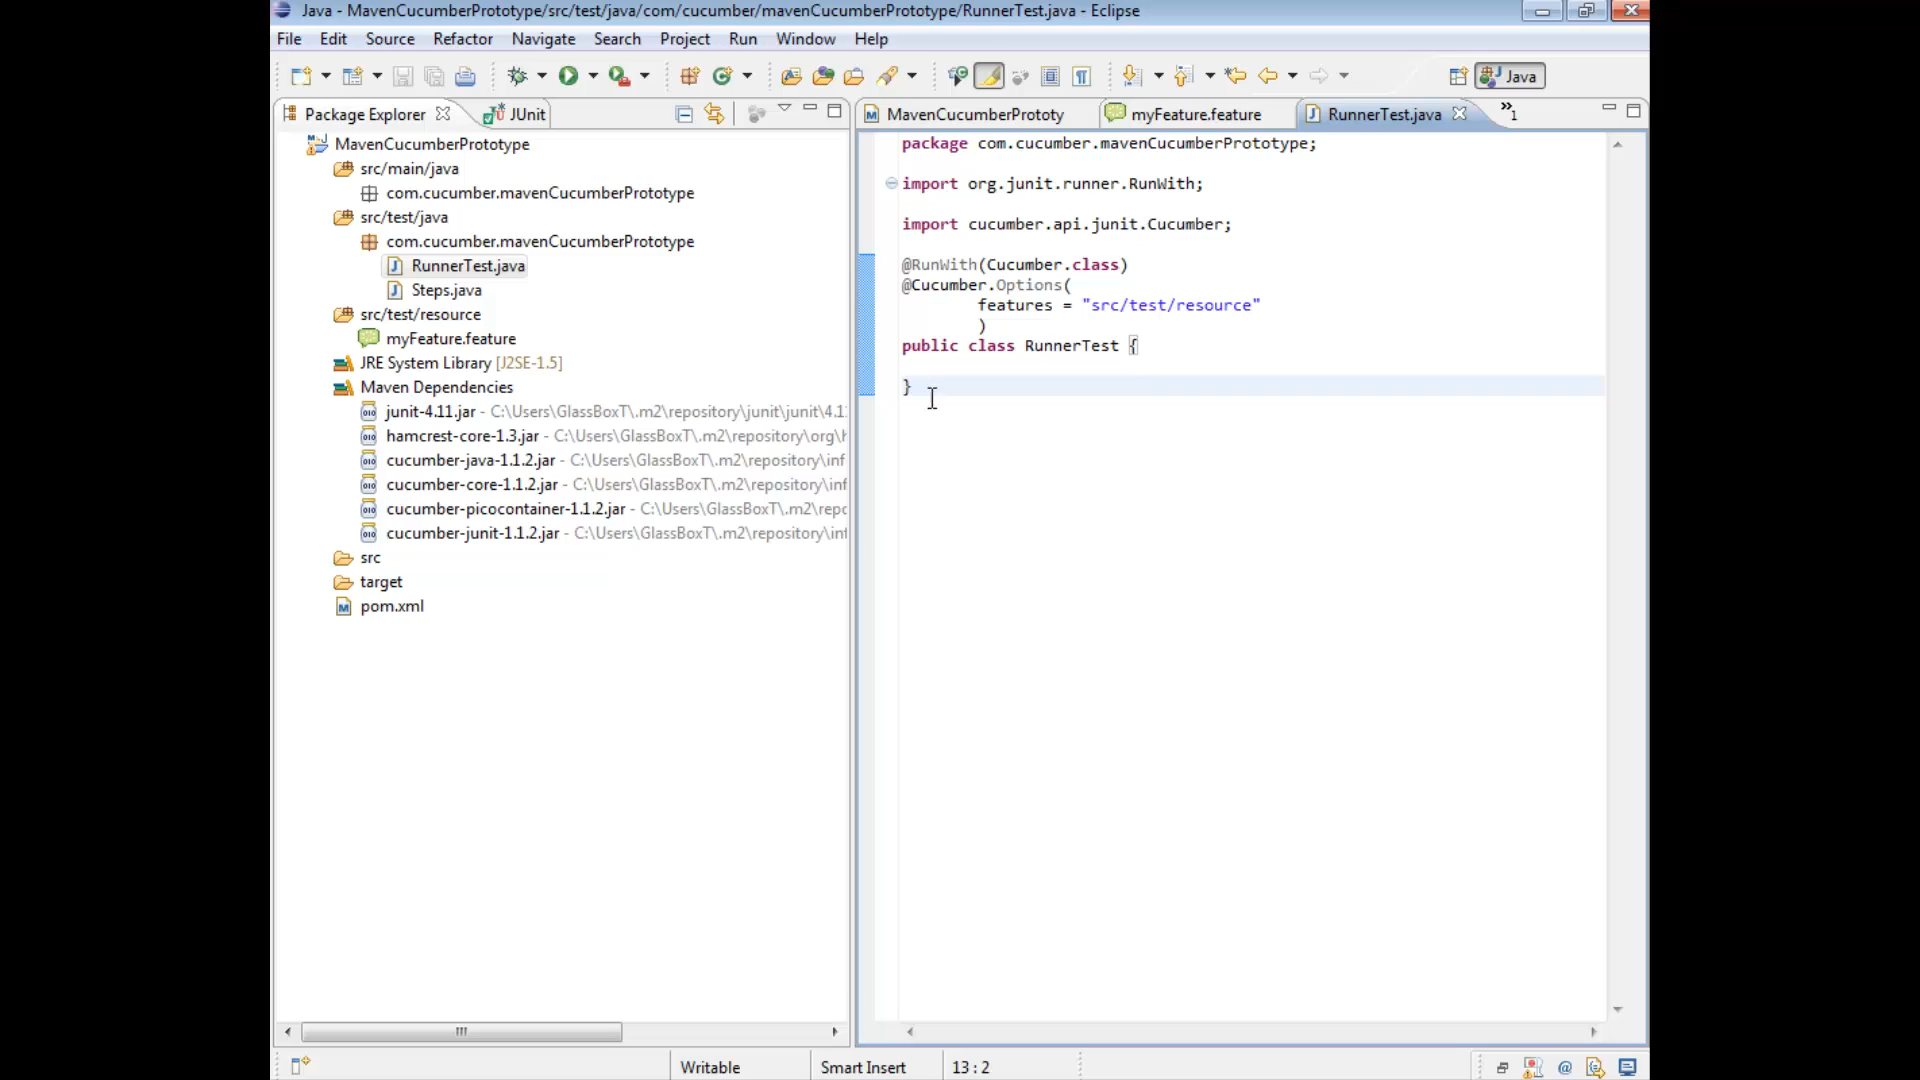 Java - MavenCucumberPrototype/src/test/java/com/cucumber/mavenCucumberPrototype/RunnerTest.java - Eclipse
File Edit Source Refactor Navigate Search Project Run Window Help
Java
Package Explorer JUnit
MavenCucumberPrototy myFeature.feature RunnerTest.java »1
MavenCucumberPrototype
src/main/java
com.cucumber.mavenCucumberPrototype
src/test/java
com.cucumber.mavenCucumberPrototype
RunnerTest.java
Steps.java
src/test/resource
myFeature.feature
JRE System Library [J2SE-1.5]
Maven Dependencies
junit-4.11.jar - C:\Users\GlassBoxT\.m2\repository\junit\junit\4.1
hamcrest-core-1.3.jar - C:\Users\GlassBoxT\.m2\repository\org\h
cucumber-java-1.1.2.jar - C:\Users\GlassBoxT\.m2\repository\inf
cucumber-core-1.1.2.jar - C:\Users\GlassBoxT\.m2\repository\inf
cucumber-picocontainer-1.1.2.jar - C:\Users\GlassBoxT\.m2\repo
cucumber-junit-1.1.2.jar - C:\Users\GlassBoxT\.m2\repository\inf
src
target
pom.xml
package com.cucumber.mavenCucumberPrototype;
import org.junit.runner.RunWith;
import cucumber.api.junit.Cucumber;
@RunWith(Cucumber.class)
@Cucumber.Options(
features = "src/test/resource"
)
public class RunnerTest {
}
Writable Smart Insert 13 : 2